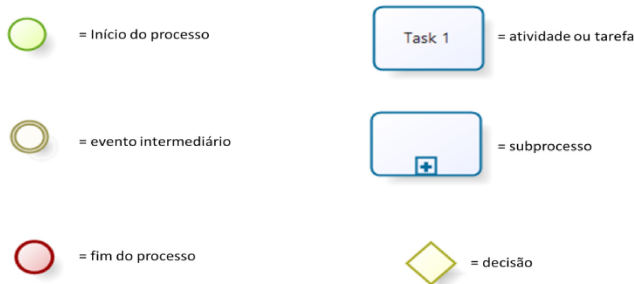 = Início do processo
Task 1
= atividade ou tarefa
= evento intermediário
= subprocesso
= fim do processo
= decisão